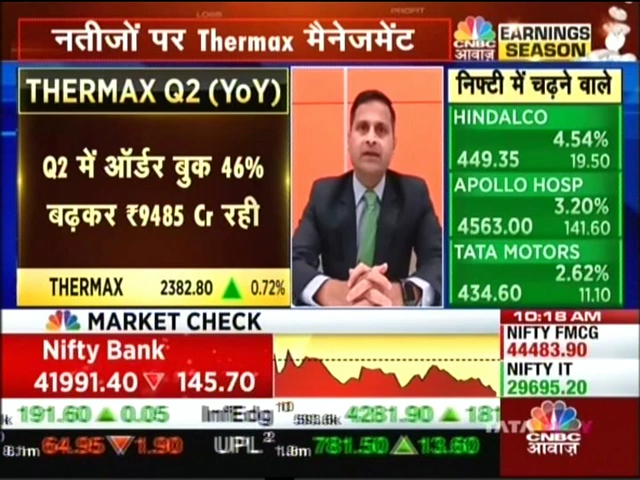 LOSS
PROFIT
नतीजों पर Thermax मैनेजमेंट
CNBC
आवाज़
EARNINGS
SEASON
THERMAX Q2 (YoY)
Q2 में ऑर्डर बुक 46%
बढ़कर ₹9485 Cr रही
THERMAX 2382.80 0.72%
निफ्टी में चढ़ने वाले
HINDALCO
4.54%
449.35 19.50
APOLLO HOSP
3.20%
4563.00 141.60
TATA MOTORS
2.62%
434.60 11.10
MARKET CHECK
Nifty Bank
41991.40 145.70
10:18 AM
NIFTY FMCG
44483.90
NIFTY IT
29695.20
191.60 0.05 InfEdg 4281.90 181
64.95 1.90 UPL 781.50 13.60
CNBC
आवाज़